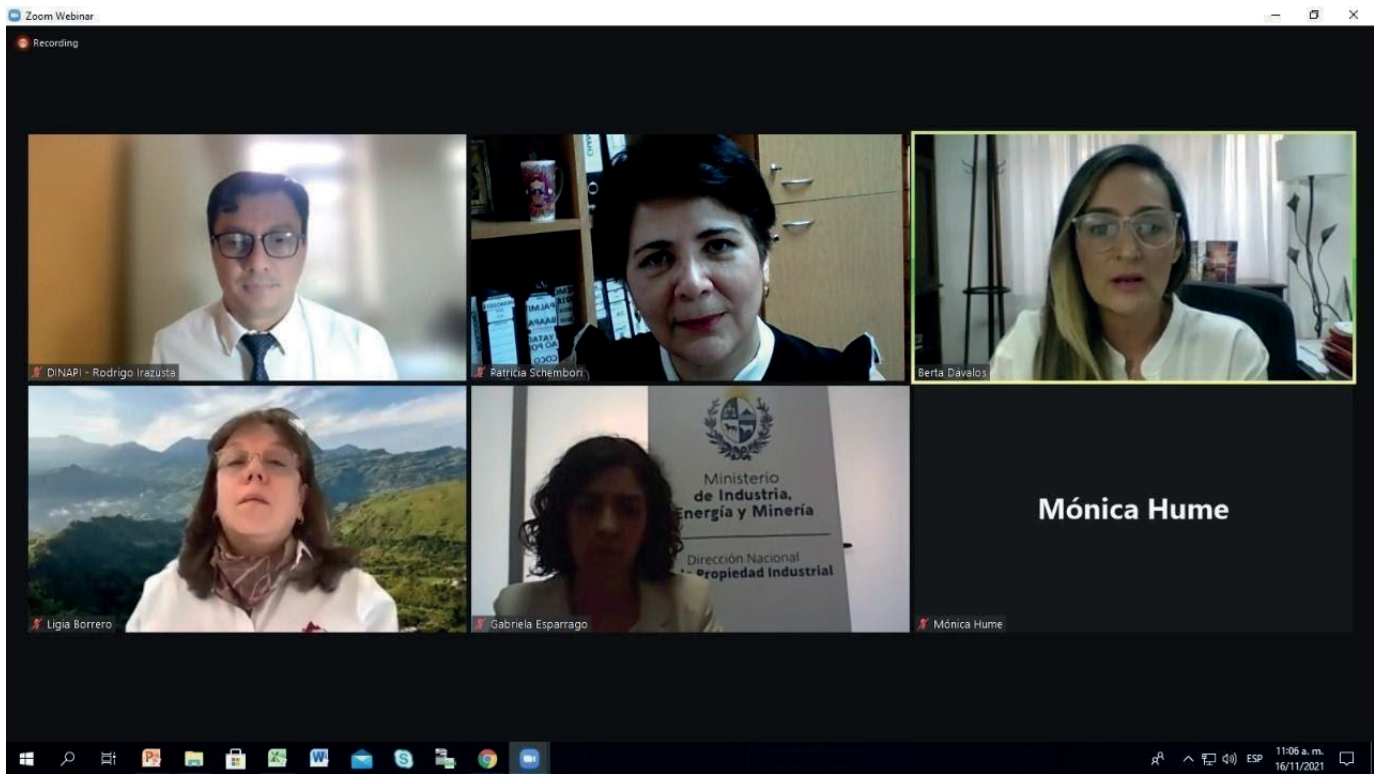 Zoom Webinar
Recording
DINAPI - Rodrigo Irazusta
Patricia Schembori
Berta Dávalos
Ministerio
de Industria,
Energía y Minería
Dirección Nacional
Propiedad Industrial
Mónica Hume
Ligia Borrero
Gabriela Esparrago
Mónica Hume
ESP
11:06 a. m.
16/11/2021